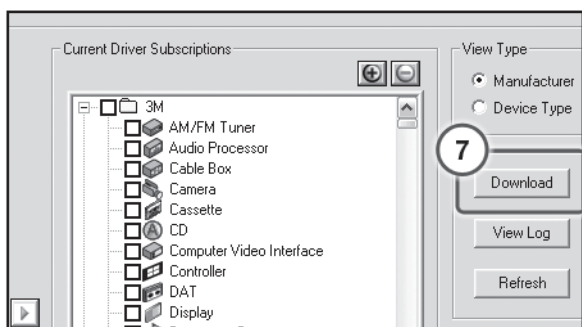 Current Driver Subscriptions
3M
AM/FM Tuner
Audio Processor
Cable Box
Camera
Cassette
CD
Computer Video Interface
Controller
DAT
Display
View Type
Manufacturer
Device Type
7
Download
View Log
Refresh